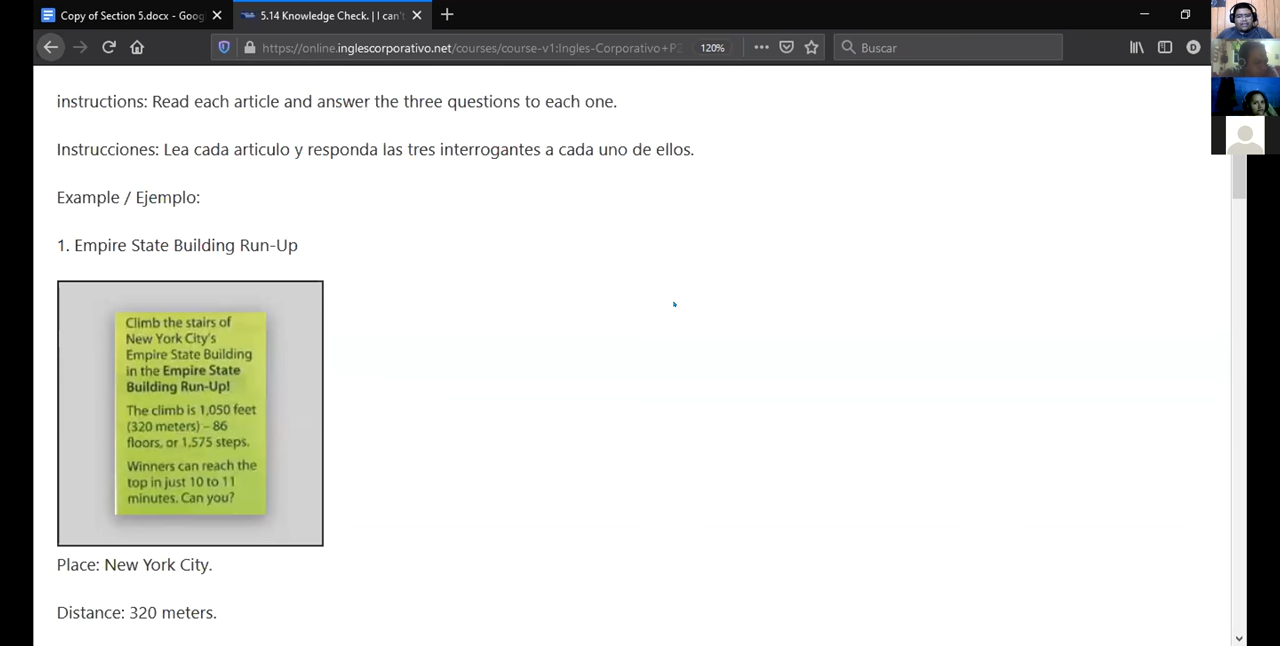 Copy of Section 5.docx - Goog
5.14 Knowledge Check. | I can't
https://online.inglescorporativo.net/courses/course-v1:Ingles-Corporativo+P
120%
Buscar
instructions: Read each article and answer the three questions to each one.
Instrucciones: Lea cada articulo y responda las tres interrogantes a cada uno de ellos.
Example / Ejemplo:
1. Empire State Building Run-Up
Climb the stairs of
New York City's
Empire State Building
in the Empire State
Building Run-Up!
The climb is 1,050 feet
(320 meters) – 86
floors, or 1,575 steps.
Winners can reach the
top in just 10 to 11
minutes. Can you?
Place: New York City.
Distance: 320 meters.